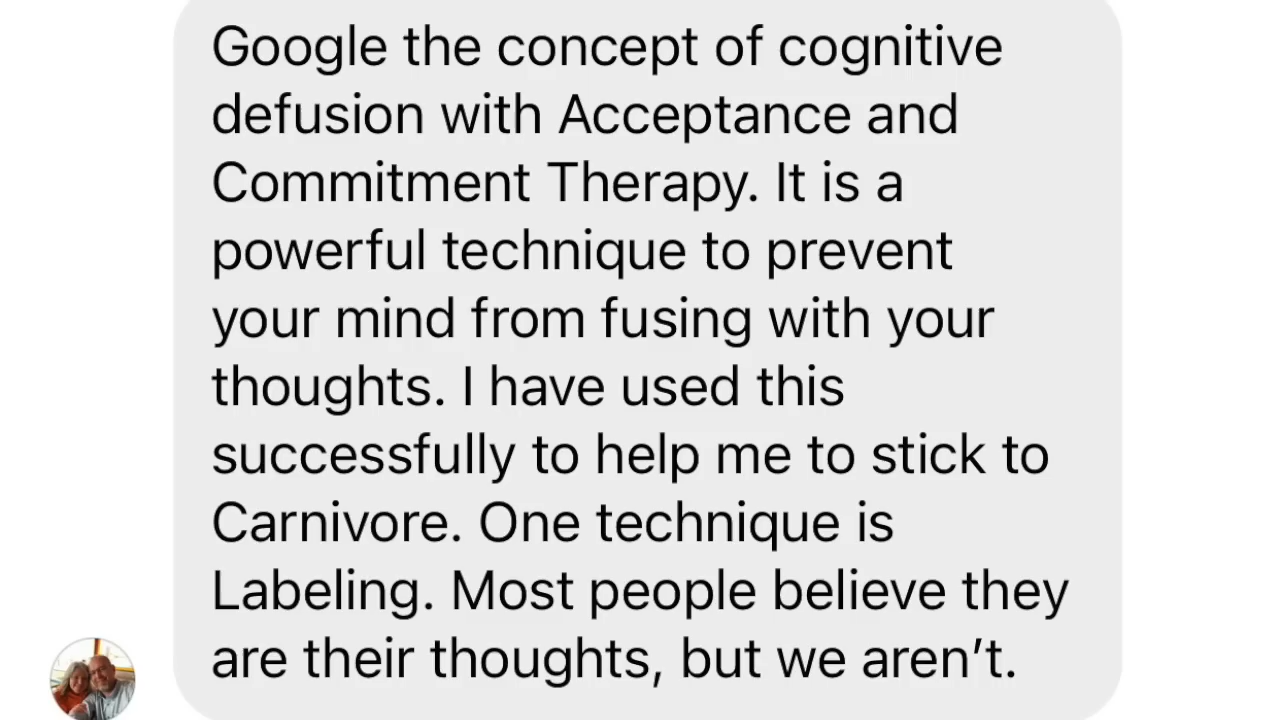 Google the concept of cognitive
defusion with Acceptance and
Commitment Therapy. It is a
powerful technique to prevent
your mind from fusing with your
thoughts. I have used this
successfully to help me to stick to
Carnivore. One technique is
Labeling. Most people believe they
are their thoughts, but we aren’t.